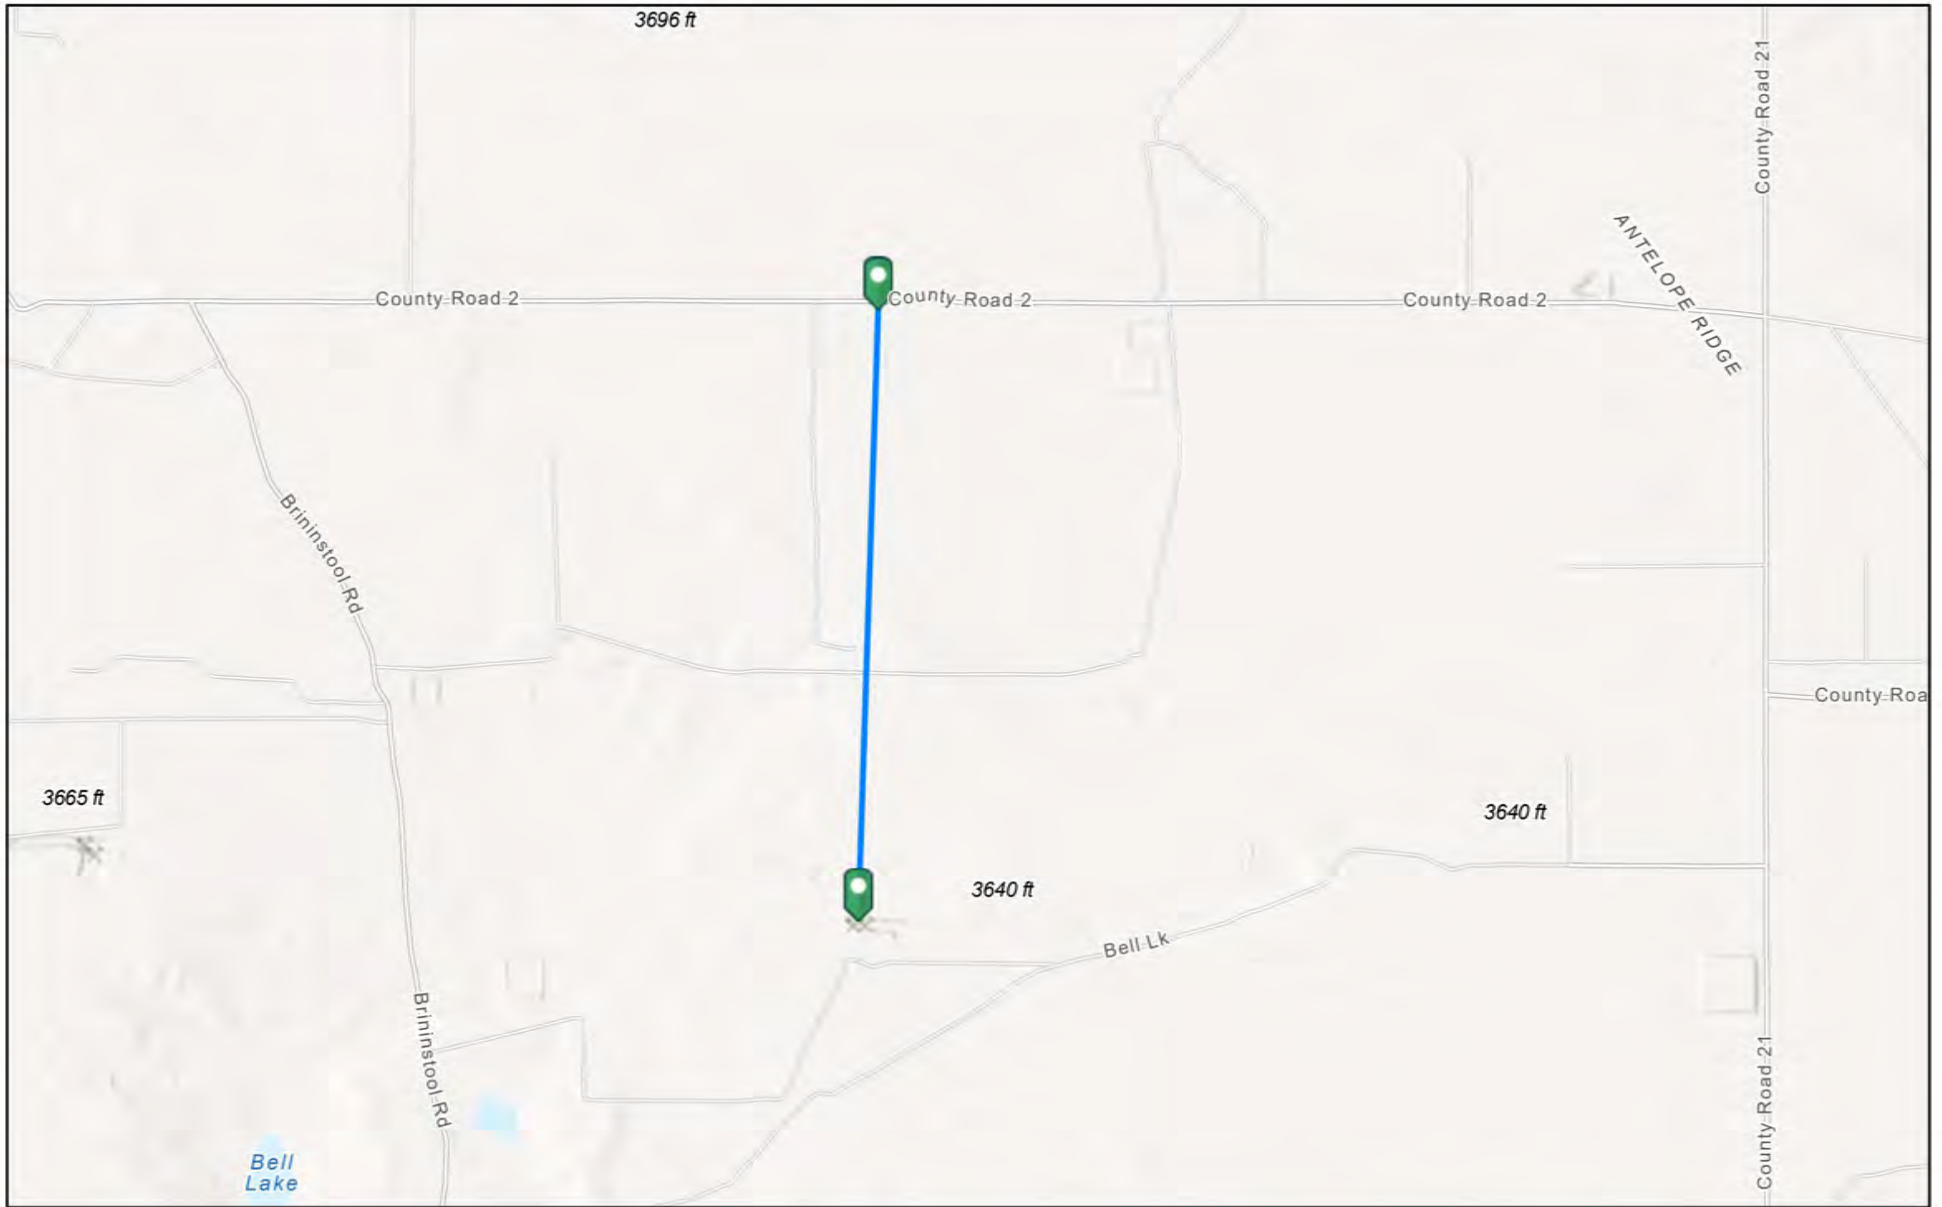 3696 ft
County Road 21
ANTELOPE RIDGE
County Road 2
County Road 2
County Road 2
Brininstool Rd
County Roa
3665 ft
3640 ft
3640 ft
Bell Lk
Brininstool Rd
County Road 21
Bell
Lake